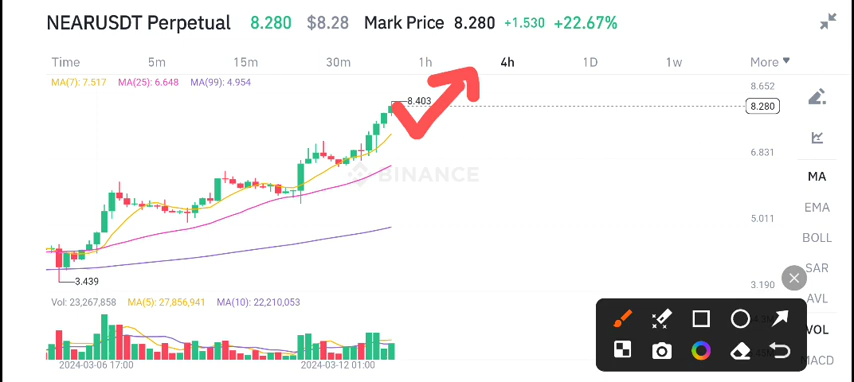 NEARUSDT Perpetual 8.280 $8.28 Mark Price 8.280 +1.530 +22.67%
Time 5m 15m 30m 1h 4h 1D 1w More
MA(7): 7.517 MA(25): 6.648 MA(99): 4.954
8.652
8.403
8.280
6.831
BINANCE
MA
EMA
5.011
BOLL
SAR
3.439
3.190
AVL
Vol: 23,267,858 MA(5): 27,856,941 MA(10): 22,210,053
VOL
MACD
2024-03-06 17:00 2024-03-12 01:00